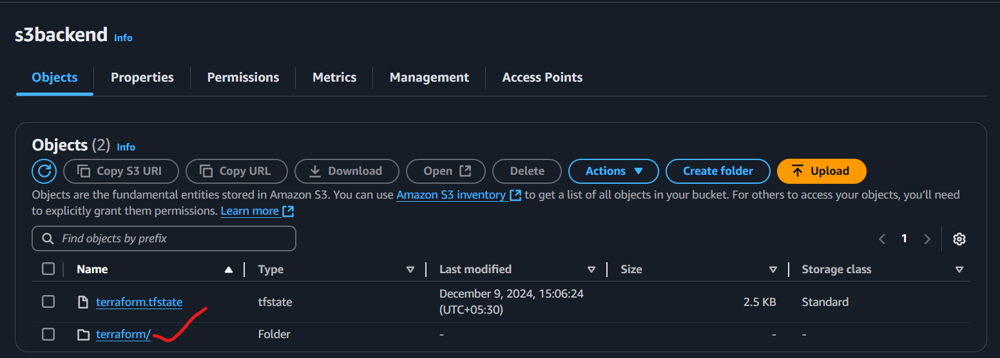 s3backend Info
Objects Properties Permissions Metrics Management Access Points
Objects (2) Info
Copy S3 URI Copy URL Download Open Delete Actions Create folder Upload
Objects are the fundamental entities stored in Amazon S3. You can use Amazon S3 inventory to get a list of all objects in your bucket. For others to access your objects, you’ll need
to explicitly grant them permissions. Learn more
Find objects by prefix
1
Name Type Last modified Size Storage class
terraform.tfstate tfstate December 9, 2024, 15:06:24 (UTC+05:30) 2.5 KB Standard
terraform/ Folder - - -